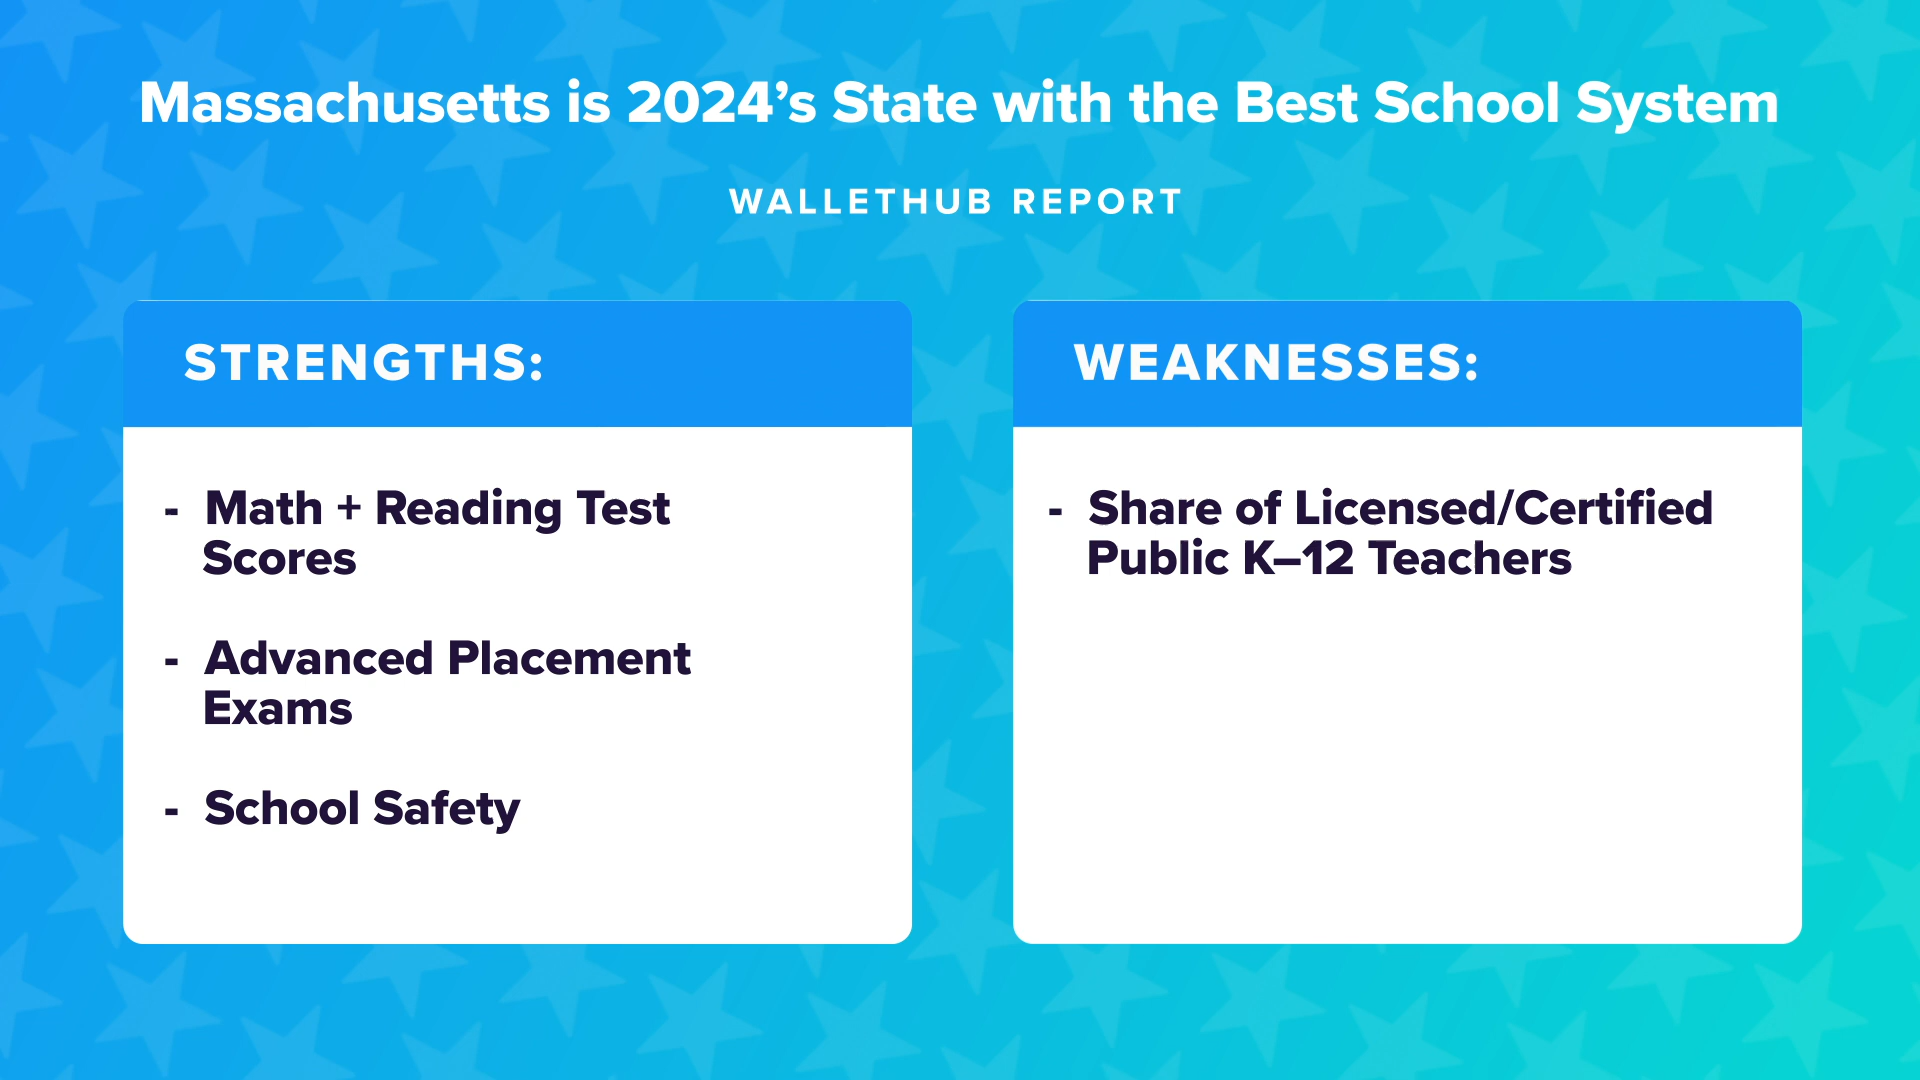 Massachusetts is 2024’s State with the Best School System
WALLETHUB REPORT
STRENGTHS:
- Math + Reading Test
Scores
- Advanced Placement
Exams
- School Safety
WEAKNESSES:
- Share of Licensed/Certified
Public K–12 Teachers